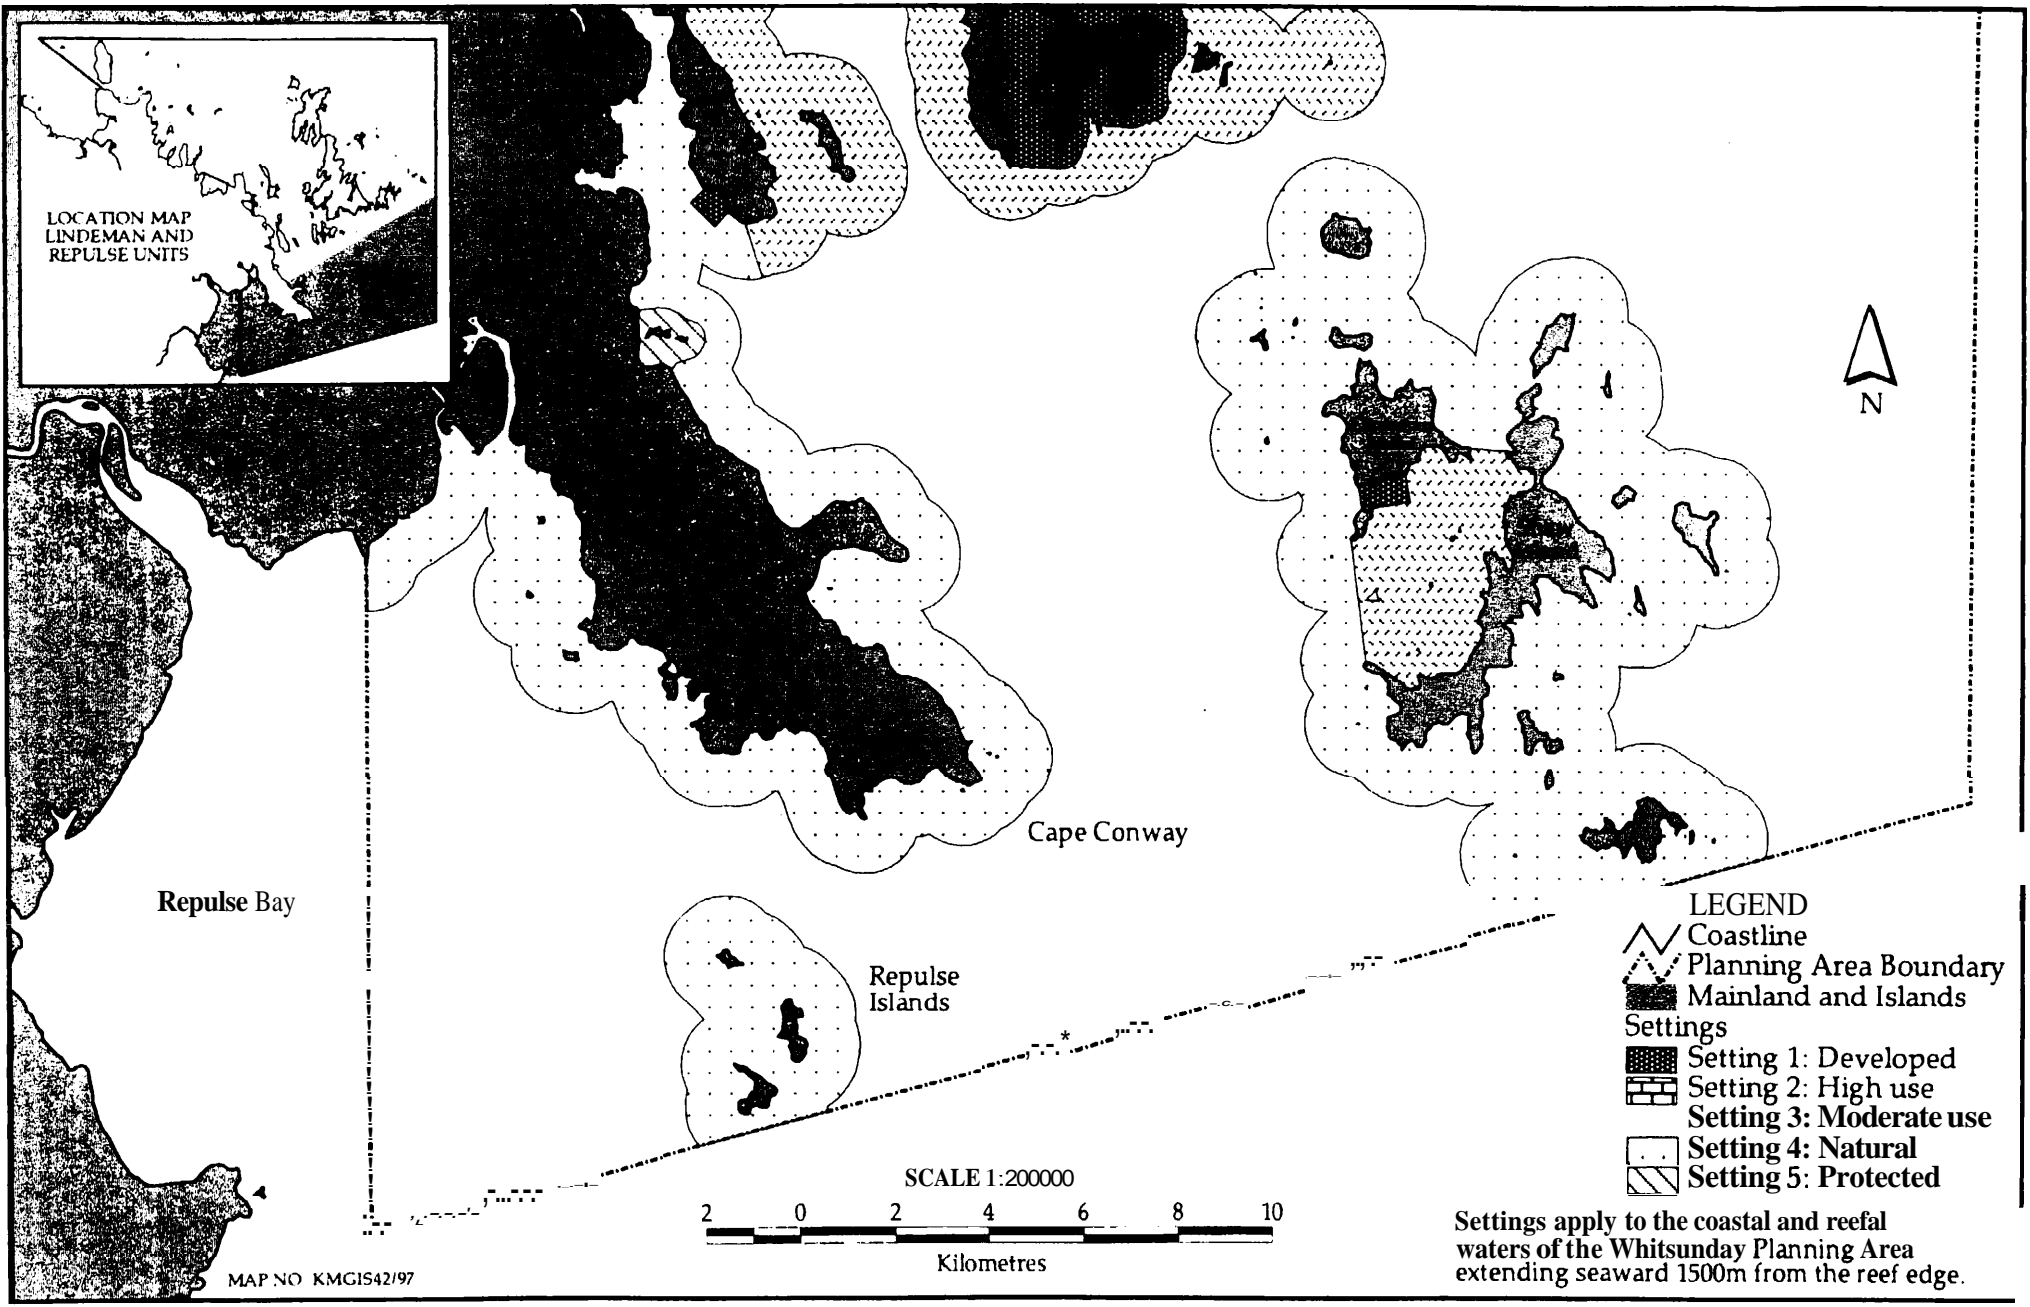 LOCATION MAP
LINDEMAN AND
REPULSE UNITS
N
Cape Conway
Repulse Bay
Repulse
Islands
LEGEND
Coastline
Planning Area Boundary
Mainland and Islands
Settings
Setting 1: Developed
Setting 2: High use
Setting 3: Moderate use
Setting 4: Natural
Setting 5: Protected
SCALE 1:200000
2 0 2 4 6 8 10
Kilometres
Settings apply to the coastal and reefal
waters of the Whitsunday Planning Area
extending seaward 1500m from the reef edge.
MAP NO KMGIS42/97